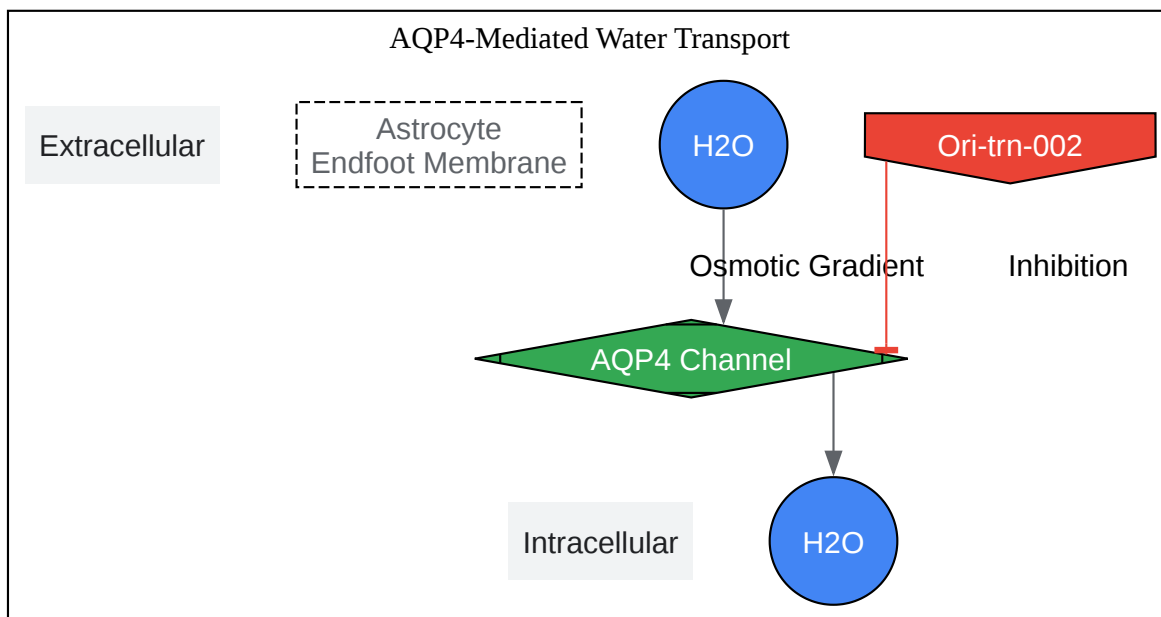 AQP4-Mediated Water Transport
Extracellular
Astrocyte
Endfoot Membrane
H2O
Ori-trn-002
Osmotic Gradient
Inhibition
AQP4 Channel
Intracellular
H2O